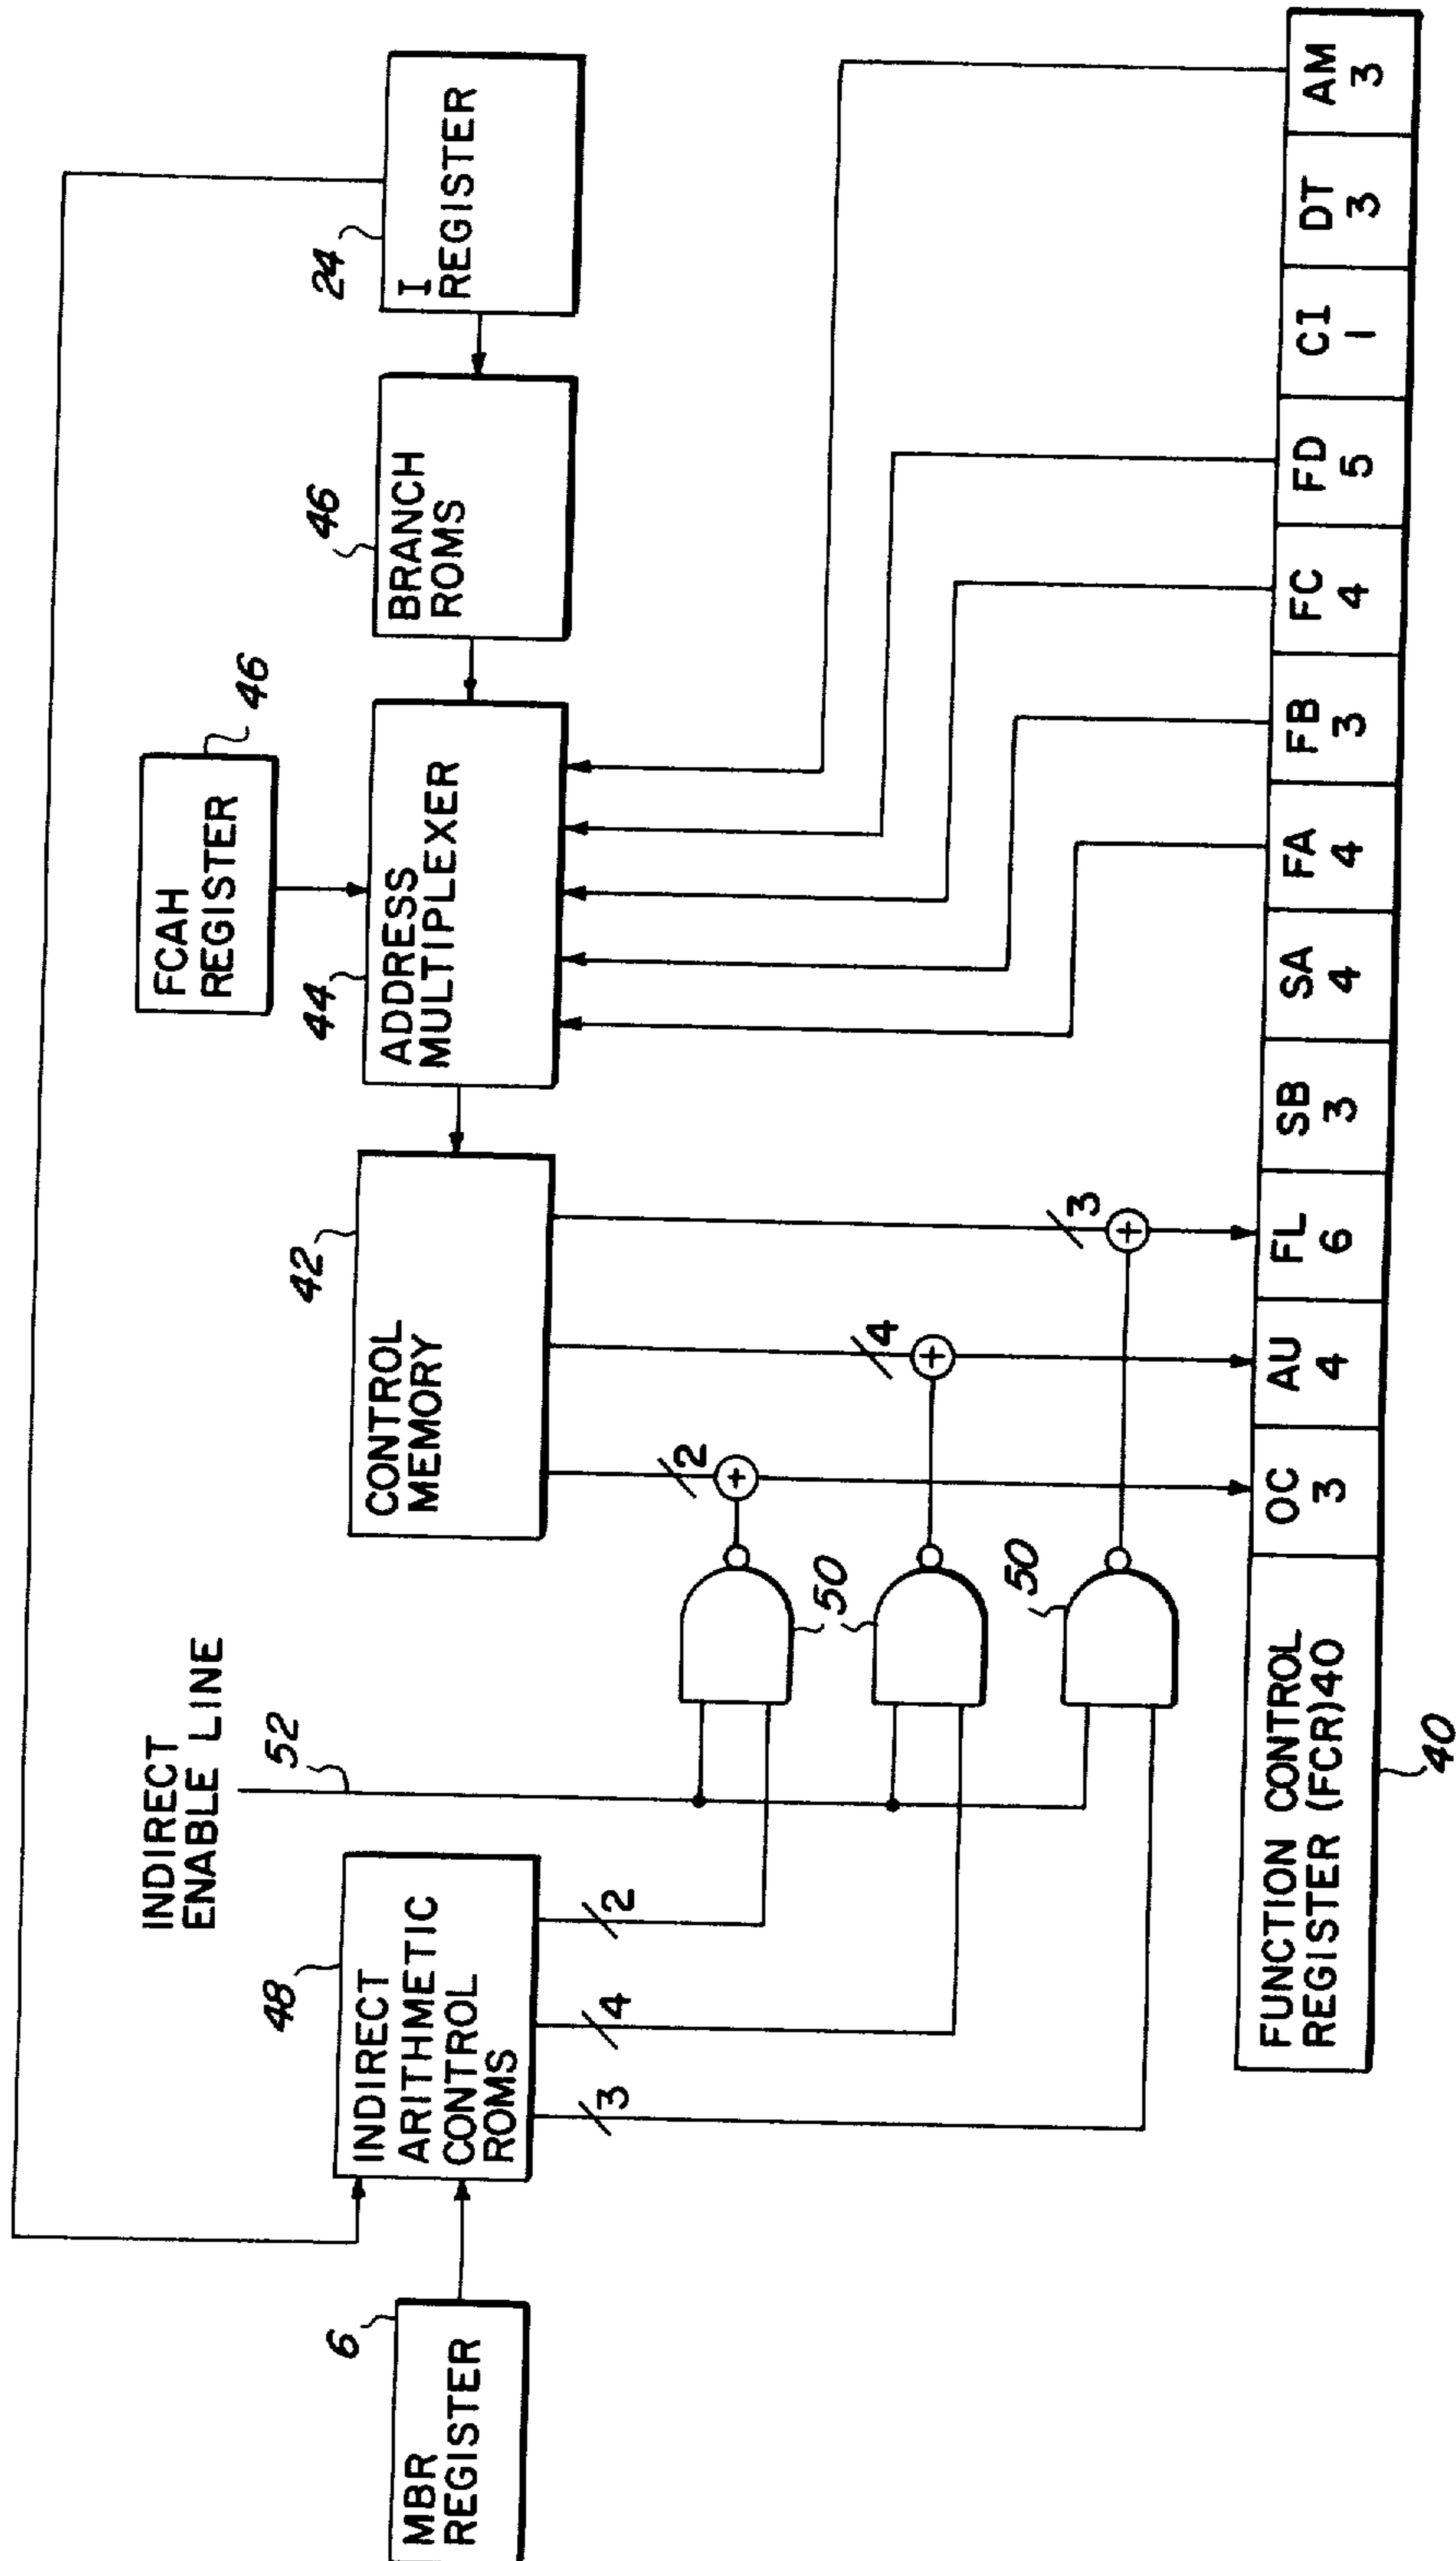 24
I
REGISTER
46
BRANCH
ROMS
46
FCAH
REGISTER
44
ADDRESS
MULTIPLEXER
42
CONTROL
MEMORY
INDIRECT
ENABLE LINE
52
48
INDIRECT
ARITHMETIC
CONTROL
ROMS
6
MBR
REGISTER
2
4
3
2
4
3
50
50
FUNCTION CONTROL
REGISTER (FCR)40
OC
3
AU
4
FL
6
SB
3
SA
4
FA
4
FB
3
FC
4
FD
5
CI
1
DT
3
AM
3
40